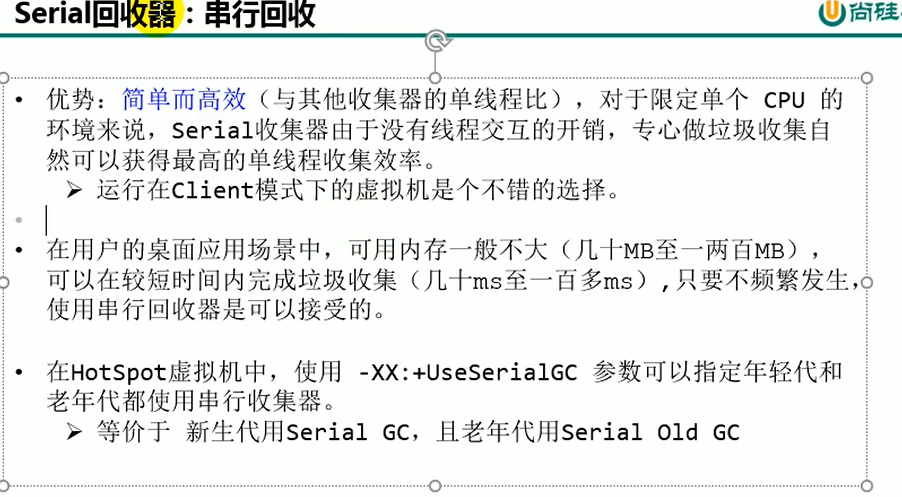 Serial回收器：串行回收
尚硅
• 优势：简单而高效（与其他收集器的单线程比），对于限定单个 CPU 的
环境来说，Serial收集器由于没有线程交互的开销，专心做垃圾收集自
然可以获得最高的单线程收集效率。
➢ 运行在Client模式下的虚拟机是个不错的选择。
•
• 在用户的桌面应用场景中，可用内存一般不大（几十MB至一两百MB），
可以在较短时间内完成垃圾收集（几十ms至一百多ms）,只要不频繁发生，
使用串行回收器是可以接受的。
• 在HotSpot虚拟机中，使用 -XX:+UseSerialGC 参数可以指定年轻代和
老年代都使用串行收集器。
➢ 等价于 新生代用Serial GC，且老年代用Serial Old GC